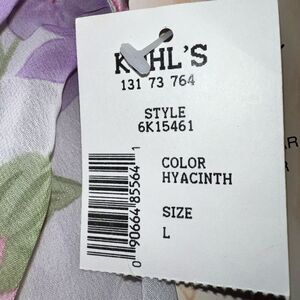 KOHL'S
131 73 764
STYLE
6K15461
COLOR
HYACINTH
SIZE
L
0 90664 85564 1